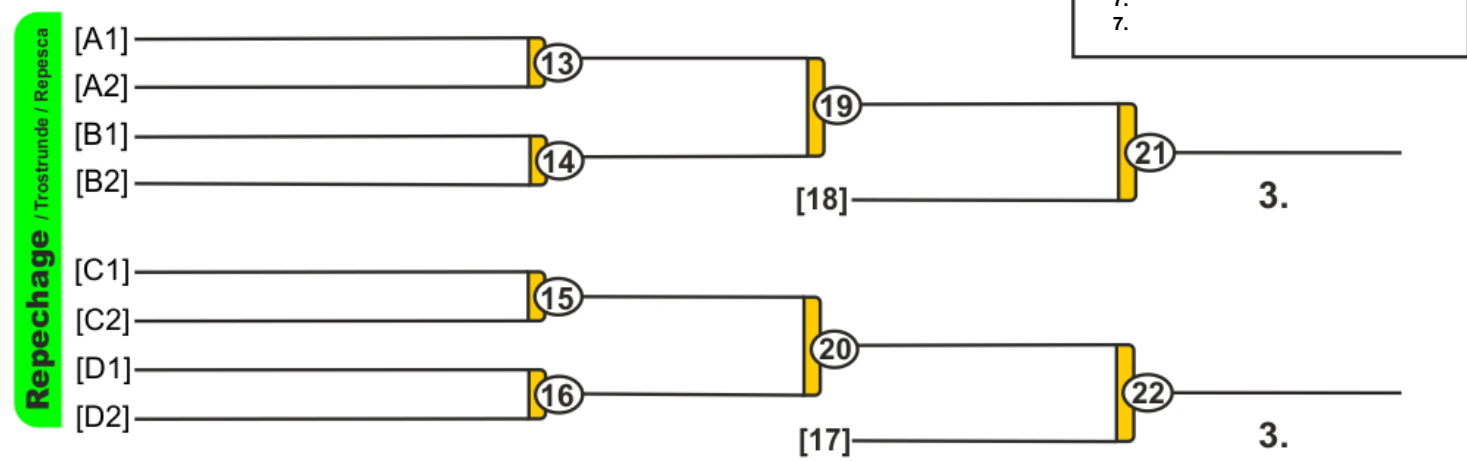 7.
7.
Repechage / Trostrunde / Repesca
[A1]
[A2]
13
[B1]
[B2]
14
19
[18]
21
3.
[C1]
[C2]
15
[D1]
[D2]
16
20
[17]
22
3.